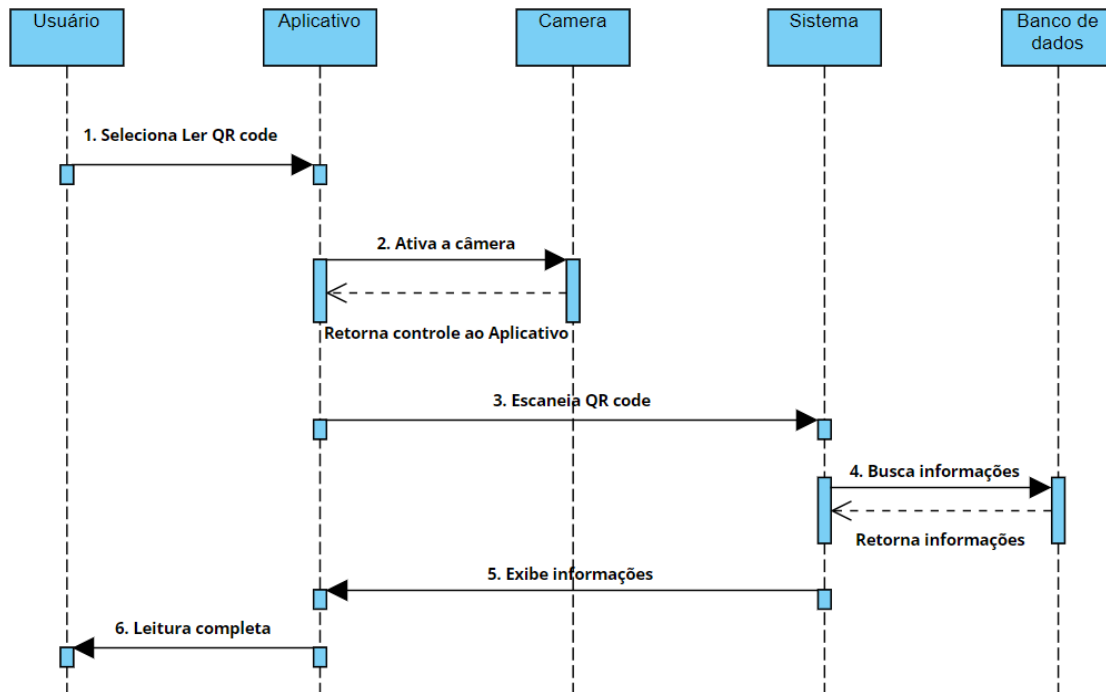 Usuário
Aplicativo
Camera
Sistema
Banco de
dados
1. Seleciona Ler QR code
2. Ativa a câmera
Retorna controle ao Aplicativo
3. Escaneia QR code
4. Busca informações
Retorna informações
5. Exibe informações
6. Leitura completa